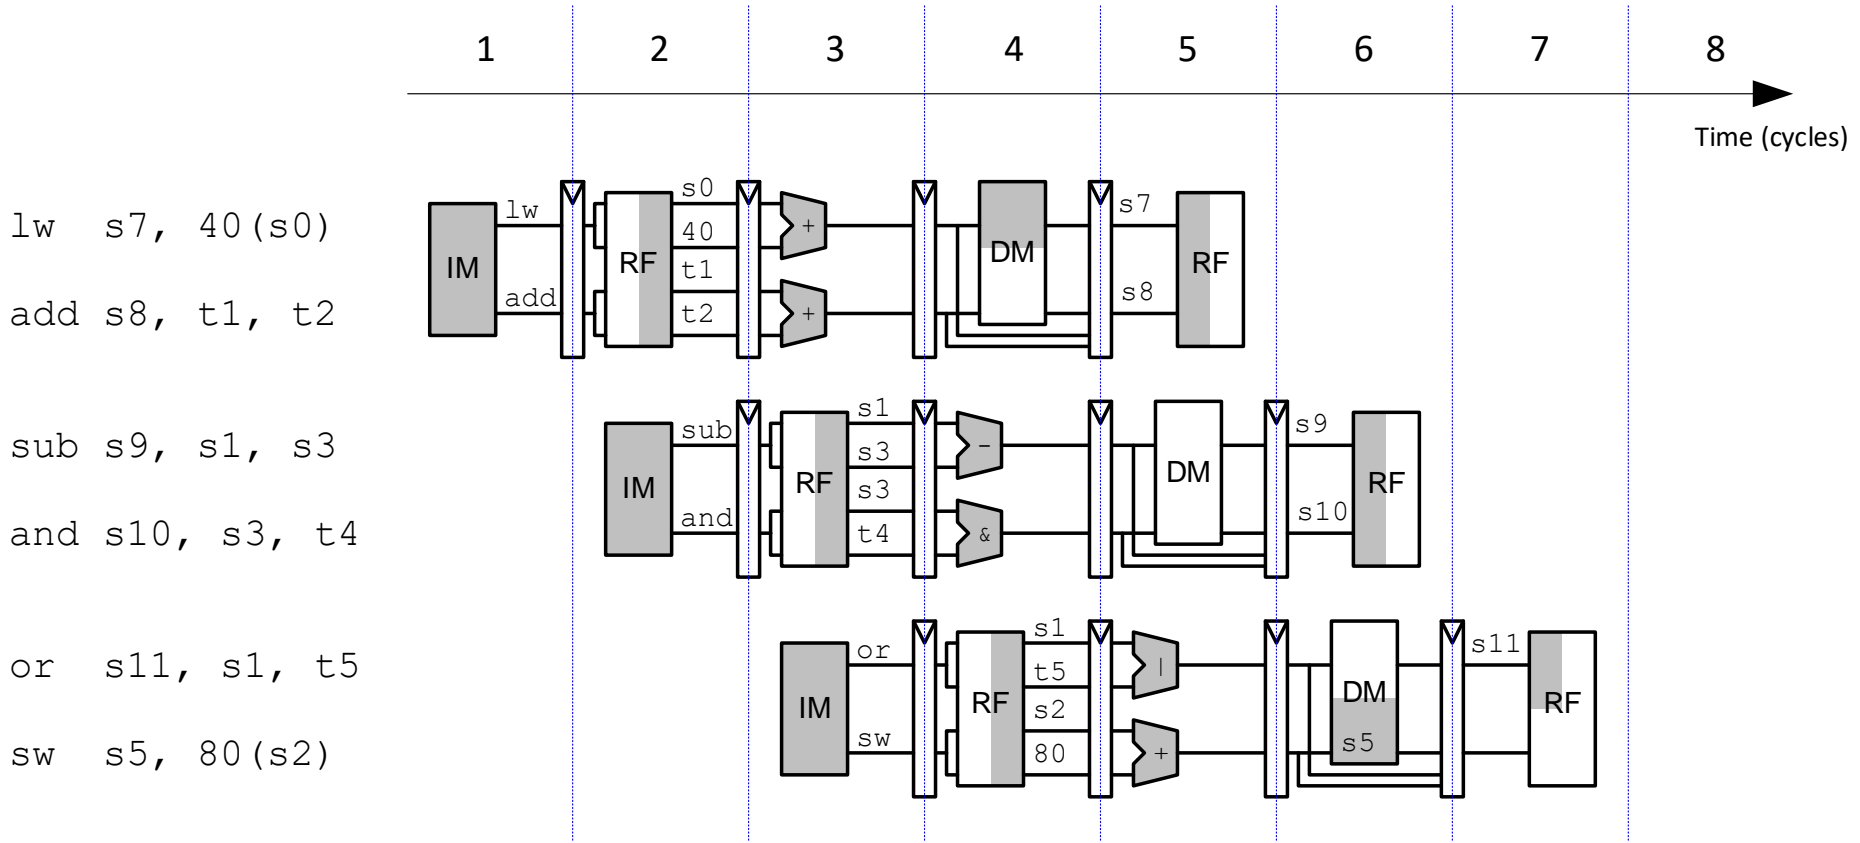 1 2 3 4 5 6 7 8
Time (cycles)
lw s7, 40(s0)
add s8, t1, t2
IM lw add RF s0 40 t1 t2 + + DM s7 s8 RF
sub s9, s1, s3
and s10, s3, t4
IM sub and RF s1 s3 s3 t4 - & DM s9 s10 RF
or s11, s1, t5
sw s5, 80(s2)
IM or sw RF s1 t5 s2 80 | + DM s5 s11 RF